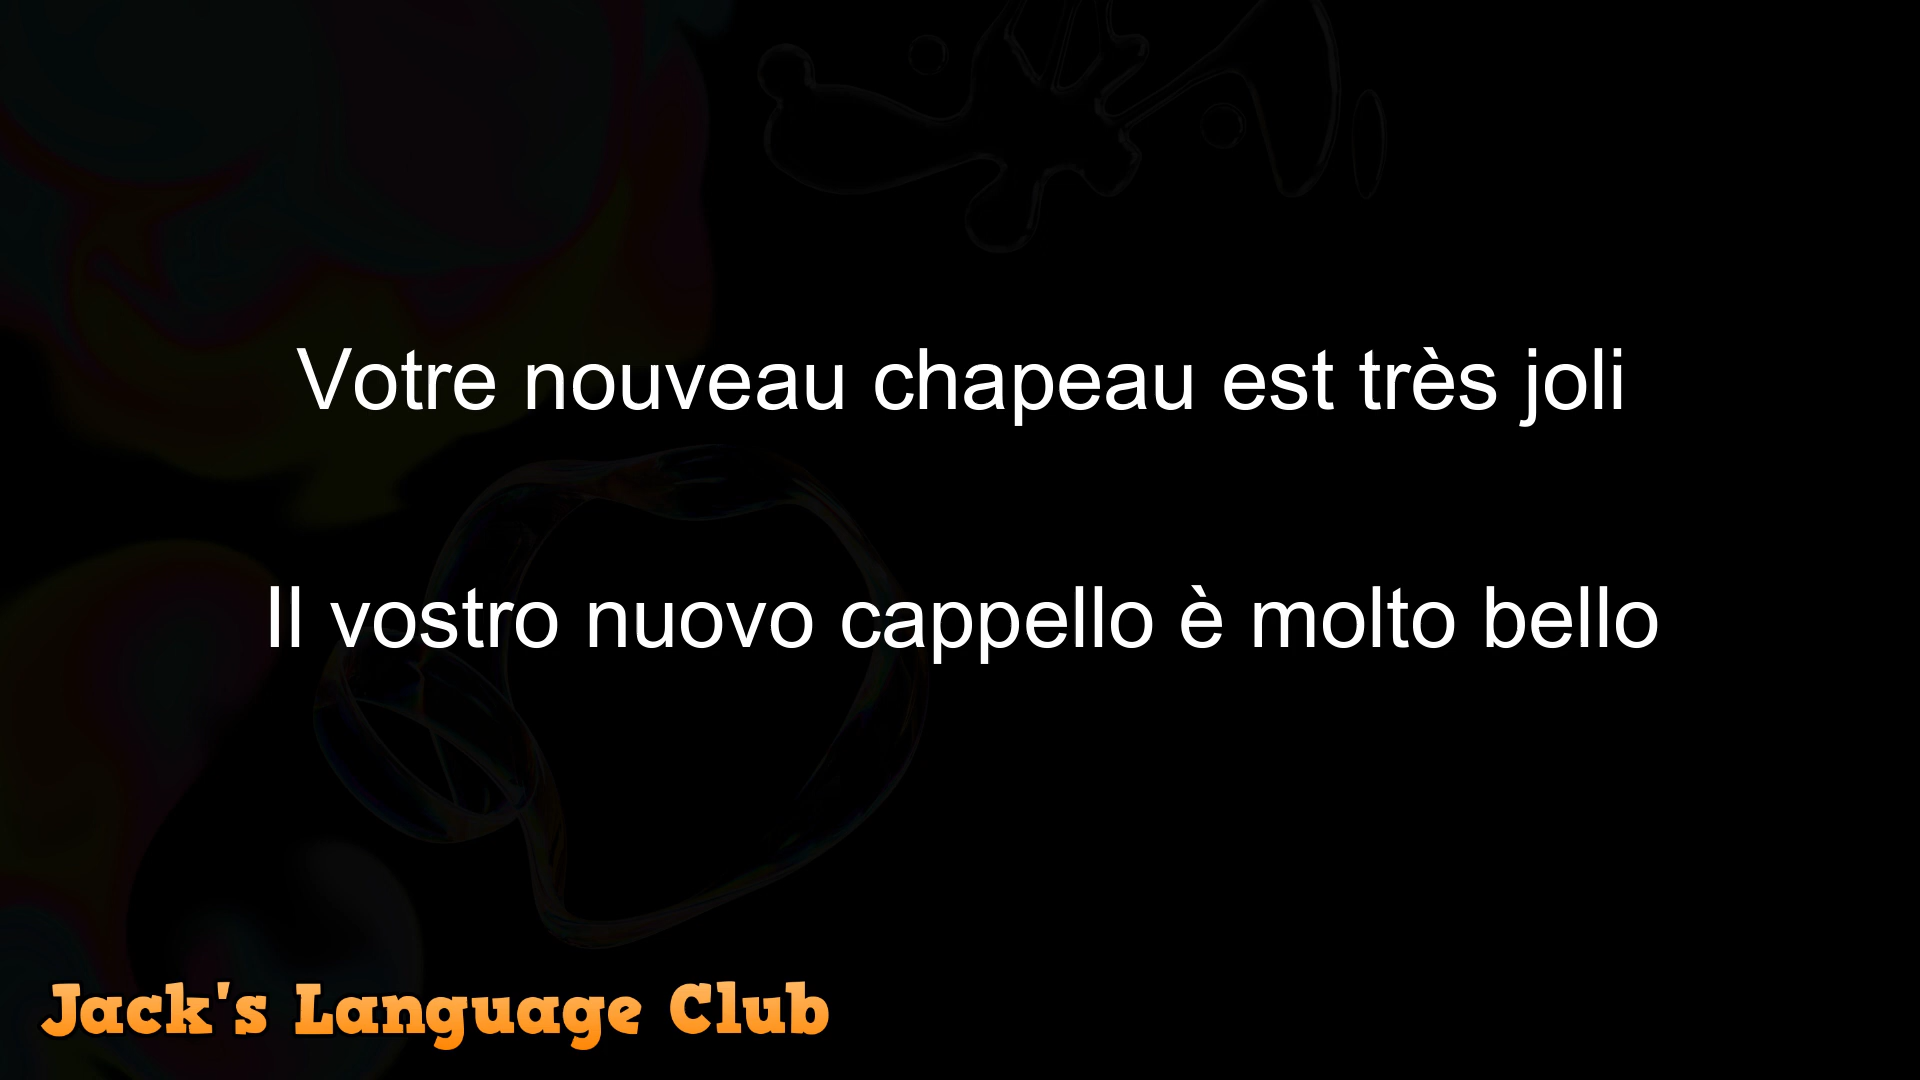 Votre nouveau chapeau est très joli
Il vostro nuovo cappello è molto bello
Jack's Language Club